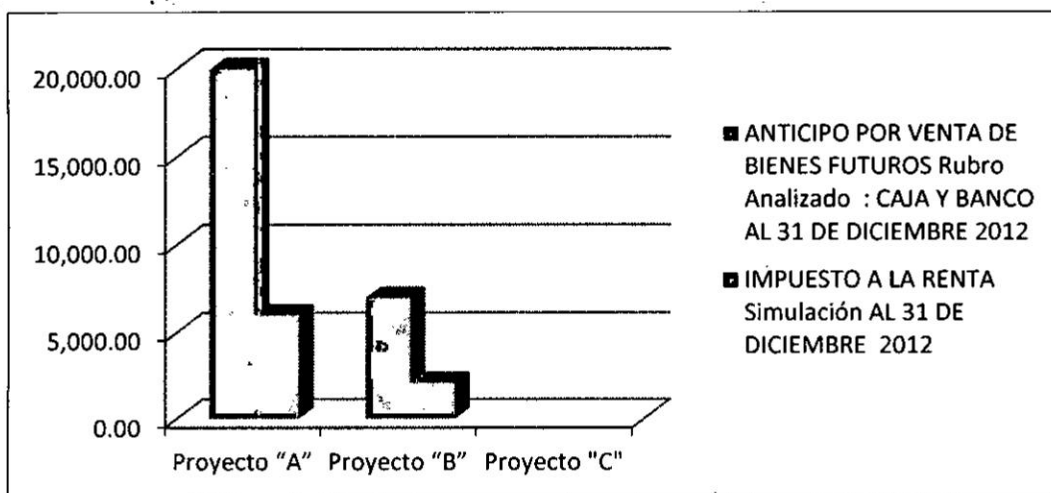 20,000.00
15,000.00
10,000.00
5,000.00
0.00
Proyecto “A”
Proyecto “B”
Proyecto "C"
ANTICIPO POR VENTA DE
BIENES FUTUROS Rubro
Analizado : CAJA Y BANCO
AL 31 DE DICIEMBRE 2012
IMPUESTO A LA RENTA
Simulación AL 31 DE
DICIEMBRE 2012